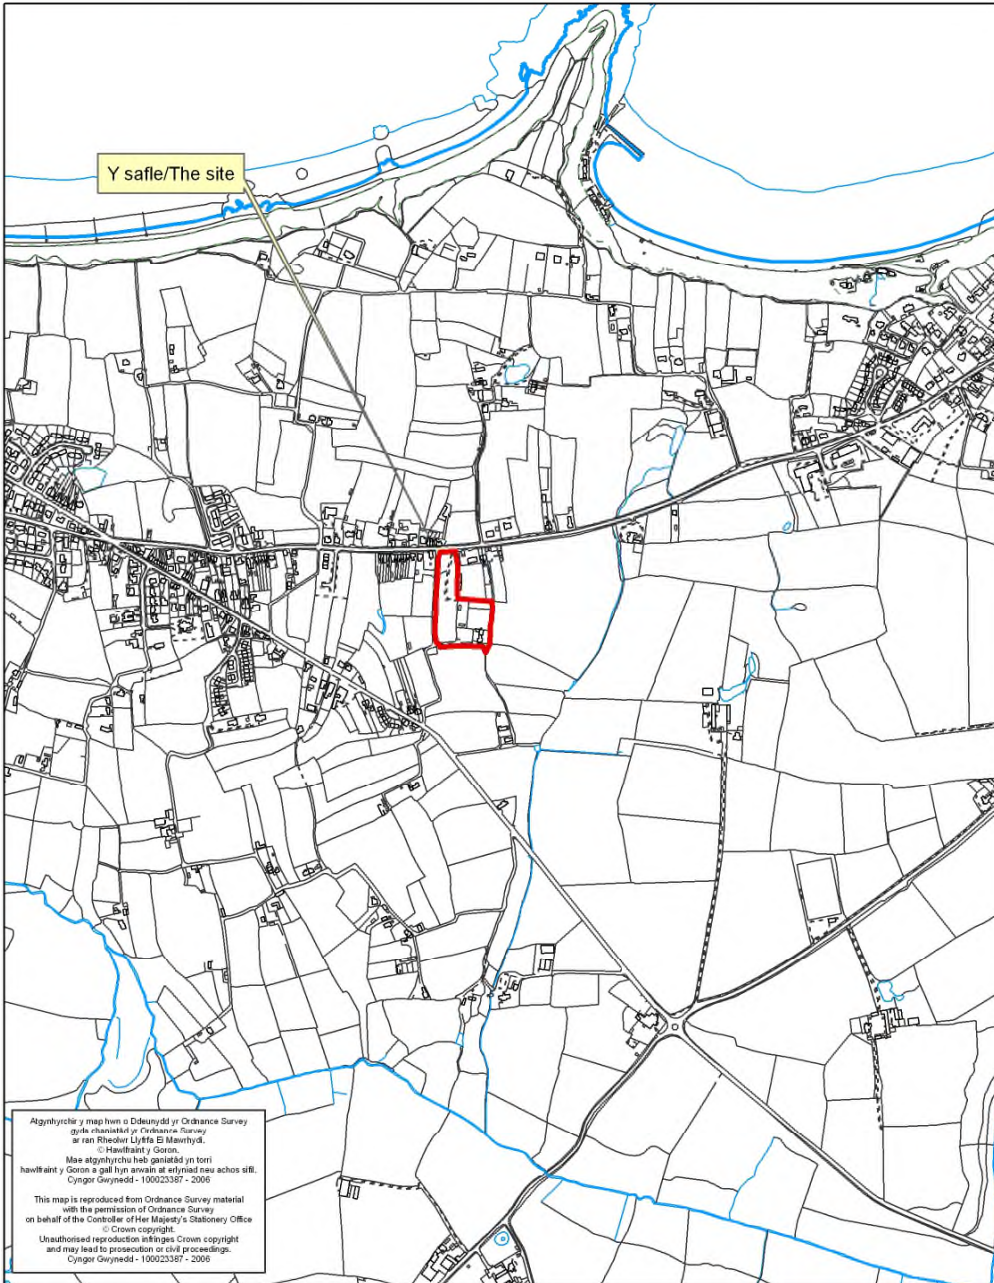 Y safle/The site
Atgynhyrchir y map hwn o Ddeunydd yr Ordnance Survey
gyda chaniatâd yr Ordnance Survey
ar ran Rheolwr Llyfrfa Ei Mawrhydi.
© Hawlfraint y Goron.
Mae atgynhyrchu heb ganiatâd yn torri
hawlfraint y Goron a gall hyn arwain at erlyniad neu achos sifil.
Cyngor Gwynedd - 100023387 - 2006
This map is reproduced from Ordnance Survey material
with the permission of Ordnance Survey
on behalf of the Controller of Her Majesty's Stationery Office
© Crown copyright.
Unauthorised reproduction infringes Crown copyright
and may lead to prosecution or civil proceedings.
Cyngor Gwynedd - 100023387 - 2006